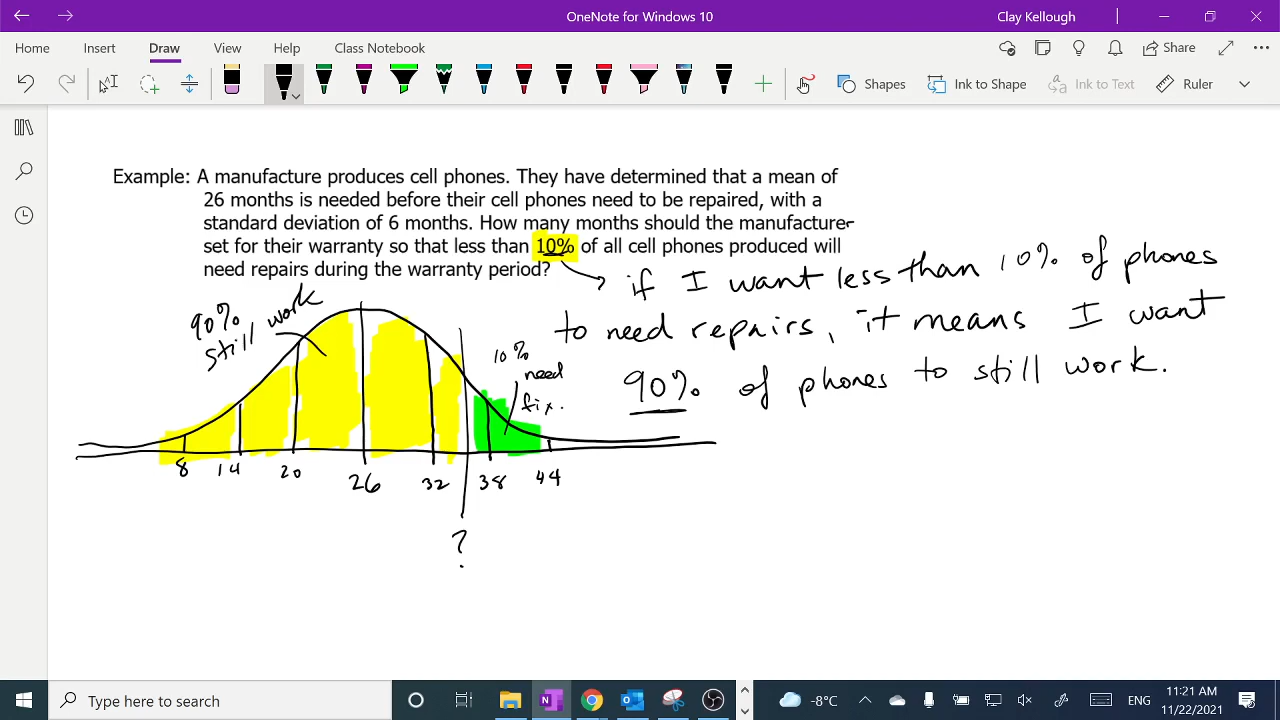 OneNote for Windows 10
Clay Kellough
Home Insert Draw View Help Class Notebook
Share
Shapes Ink to Shape Ink to Text Ruler
Example: A manufacture produces cell phones. They have determined that a mean of
26 months is needed before their cell phones need to be repaired, with a
standard deviation of 6 months. How many months should the manufacturer
set for their warranty so that less than 10% of all cell phones produced will
need repairs during the warranty period?
if I want less than 10% of phones
to need repairs, it means I want
90% of phones to still work.
90%
still work
10%
need
fix.
8 14 20 26 32 38 44
?
Type here to search
-8°C
ENG
11:21 AM
11/22/2021